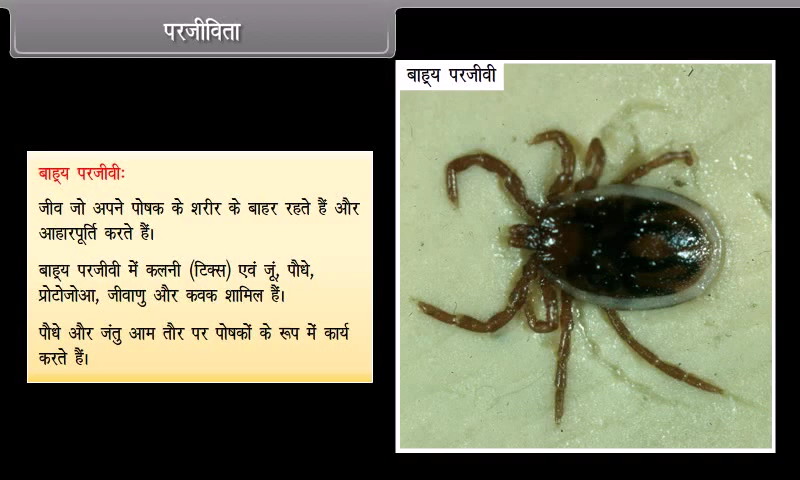 परजीविता
बाह्य परजीवी
बाह्य परजीवीः
जीव जो अपने पोषक के शरीर के बाहर रहते हैं और
आहारपूर्ति करते हैं।
बाह्य परजीवी में कलनी (टिक्स) एवं जूं, पौधे,
प्रोटोजोआ, जीवाणु और कवक शामिल हैं।
पौधे और जंतु आम तौर पर पोषकों के रूप में कार्य
करते हैं।